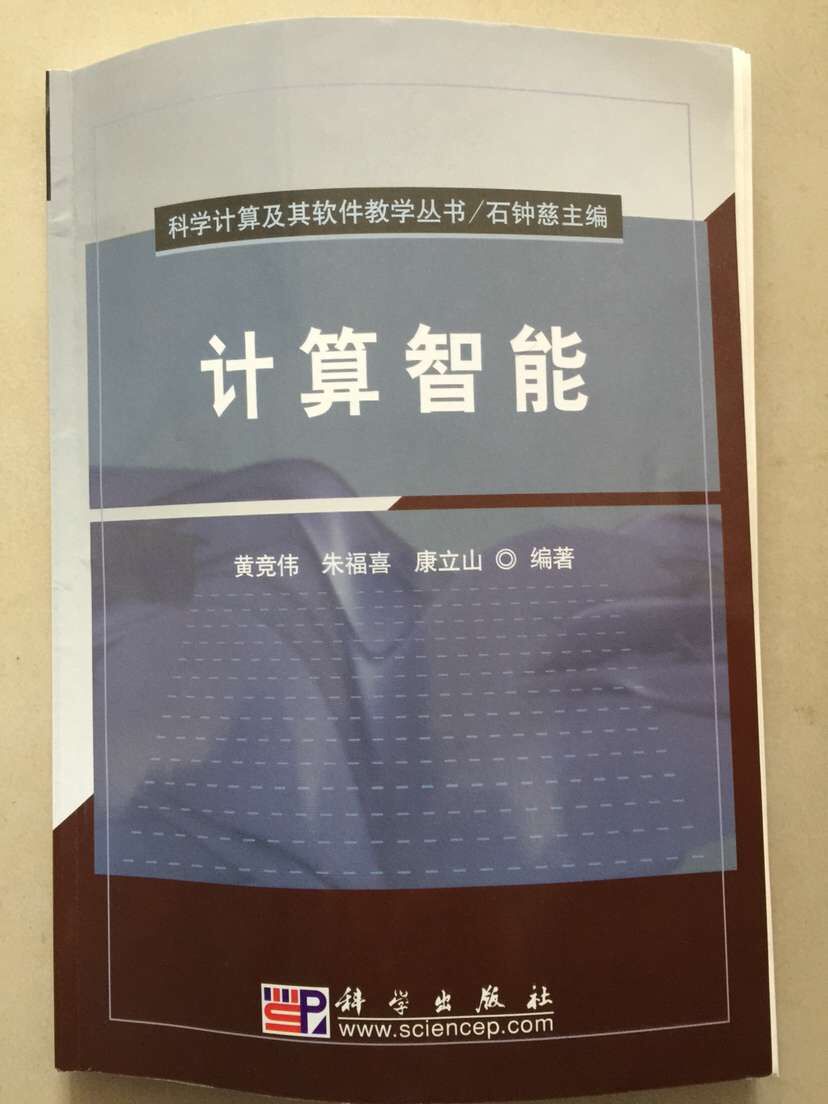 科学计算及其软件教学丛书/石钟慈主编
计算智能
黄竞伟 朱福喜 康立山 ◎ 编著
SP 科学出版社
www.sciencep.com